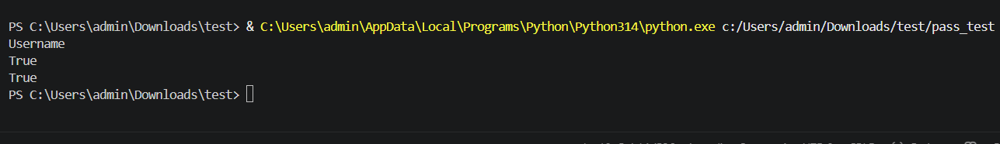 PS C:\Users\admin\Downloads\test> & C:\Users\admin\AppData\Local\Programs\Python\Python314\python.exe c:/Users/admin/Downloads/test/pass_test
Username
True
True
PS C:\Users\admin\Downloads\test>